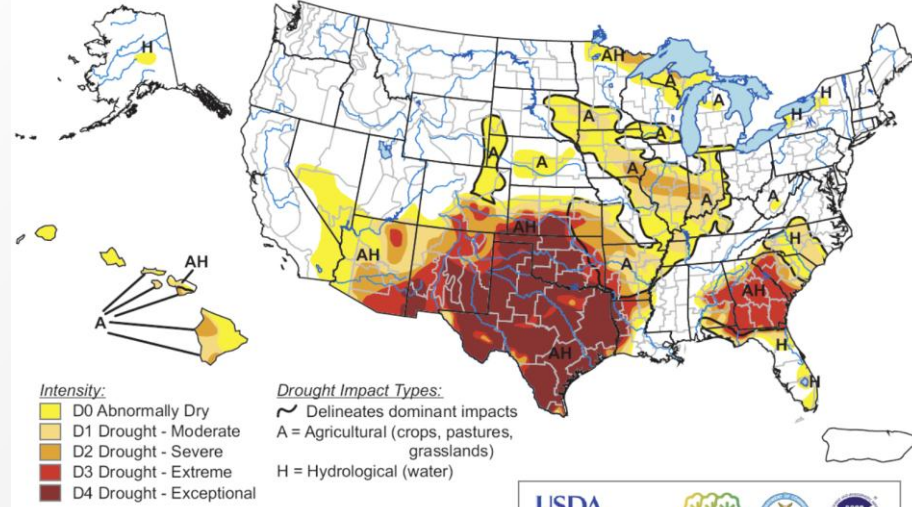 H
AH
A
A
H
H
A
A
A
A
A
A
A
H
AH
AH
A
AH
AH
A
AH
H
H
Intensity:
D0 Abnormally Dry
D1 Drought - Moderate
D2 Drought - Severe
D3 Drought - Extreme
D4 Drought - Exceptional
Drought Impact Types:
Delineates dominant impacts
A = Agricultural (crops, pastures,
grasslands)
H = Hydrological (water)
USDA